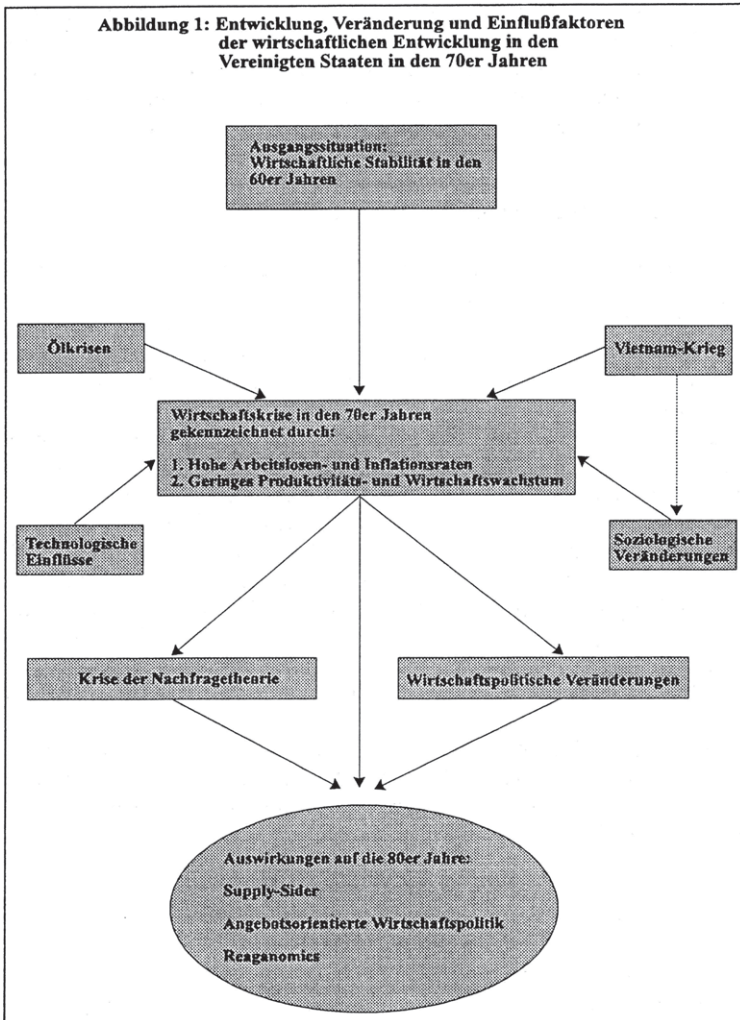 Abbildung 1: Entwicklung, Veränderung und Einflußfaktoren
der wirtschaftlichen Entwicklung in den
Vereinigten Staaten in den 70er Jahren
Ausgangssituation:
Wirtschaftliche Stabilität in den
60er Jahren
Ölkrisen
Vietnam-Krieg
Wirtschaftskrise in den 70er Jahren
gekennzeichnet durch:
1. Hohe Arbeitslosen- und Inflationsraten
2. Geringes Produktivitäts- und Wirtschaftswachstum
Technologische
Einflüsse
Soziologische
Veränderungen
Krise der Nachfragetheorie
Wirtschaftspolitische Veränderungen
Auswirkungen auf die 80er Jahre:
Supply-Sider
Angebotsorientierte Wirtschaftspolitik
Reaganomics